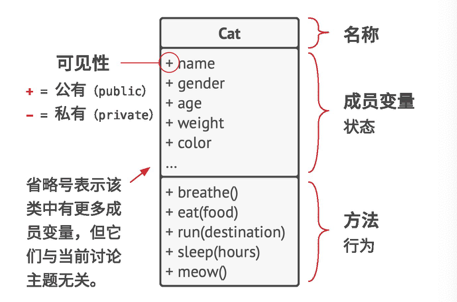 Cat
名称
可见性
+ = 公有（public）
− = 私有（private）
+ name
+ gender
+ age
+ weight
+ color
...
成员变量
状态
省略号表示该
类中有更多成
员变量，但它
们与当前讨论
主题无关。
+ breathe()
+ eat(food)
+ run(destination)
+ sleep(hours)
+ meow()
方法
行为